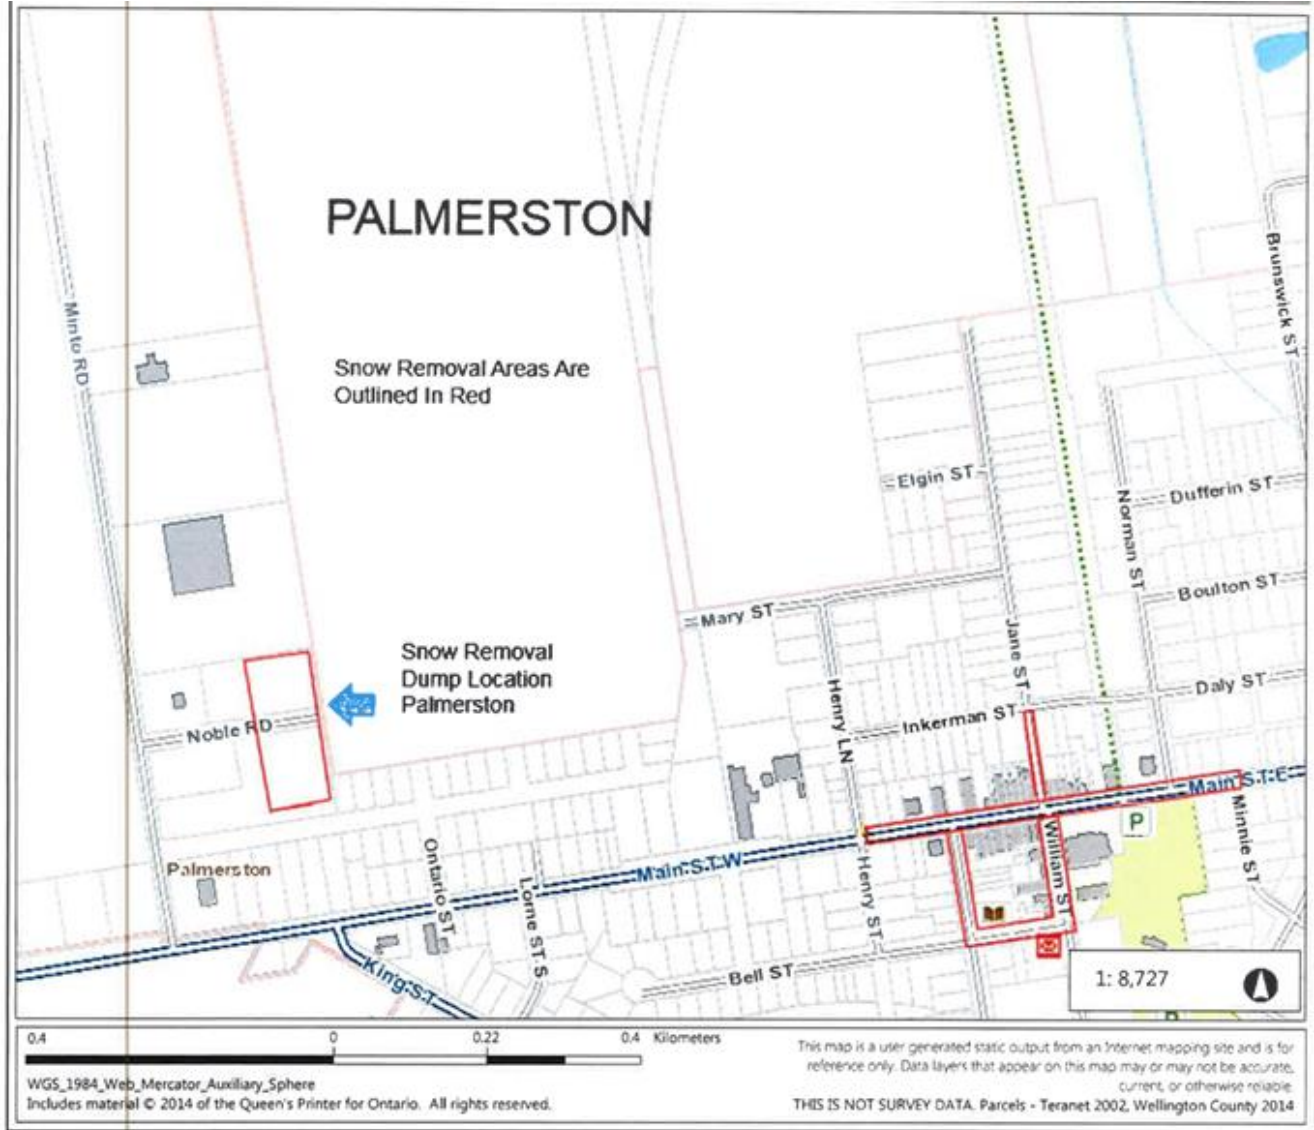 PALMERSTON
Brunswick ST
Minto RD
Snow Removal Areas Are
Outlined In Red
Elgin ST
Dufferin ST
Norman ST
Boulton ST
Mary ST
Jane ST
Snow Removal
Dump Location
Palmerston
Daly ST
Henry LN
Inkerman ST
Noble RD
Main ST E
P
William ST
Minnie ST
Palmerston
Ontario ST
Main ST W
Lorne ST S
Henry ST
King ST
Bell ST
1: 8,727
0.4
0
0.22
0.4
Kilometers
WGS_1984_Web_Mercator_Auxiliary_Sphere
Includes material © 2014 of the Queen's Printer for Ontario. All rights reserved.
This map is a user generated static output from an Internet mapping site and is for
reference only. Data layers that appear on this map may or may not be accurate,
current, or otherwise reliable.
THIS IS NOT SURVEY DATA. Parcels - Teranet 2002, Wellington County 2014